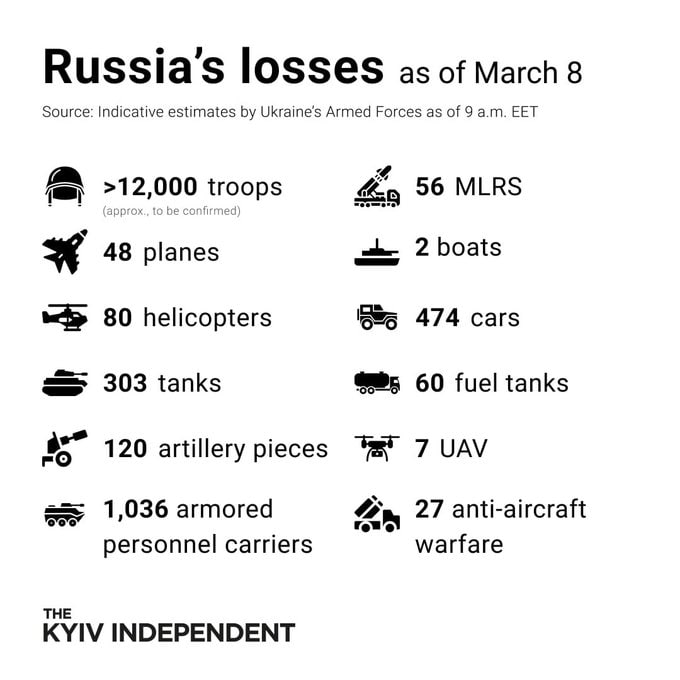 Russia's losses as of March 8
Source: Indicative estimates by Ukraine's Armed Forces as of 9 a.m. EET
>12,000 troops
(approx., to be confirmed)
48 planes
80 helicopters
303 tanks
120 artillery pieces
1,036 armored
personnel carriers
56 MLRS
2 boats
474 cars
60 fuel tanks
7 UAV
27 anti-aircraft
warfare
THE
KYIV INDEPENDENT